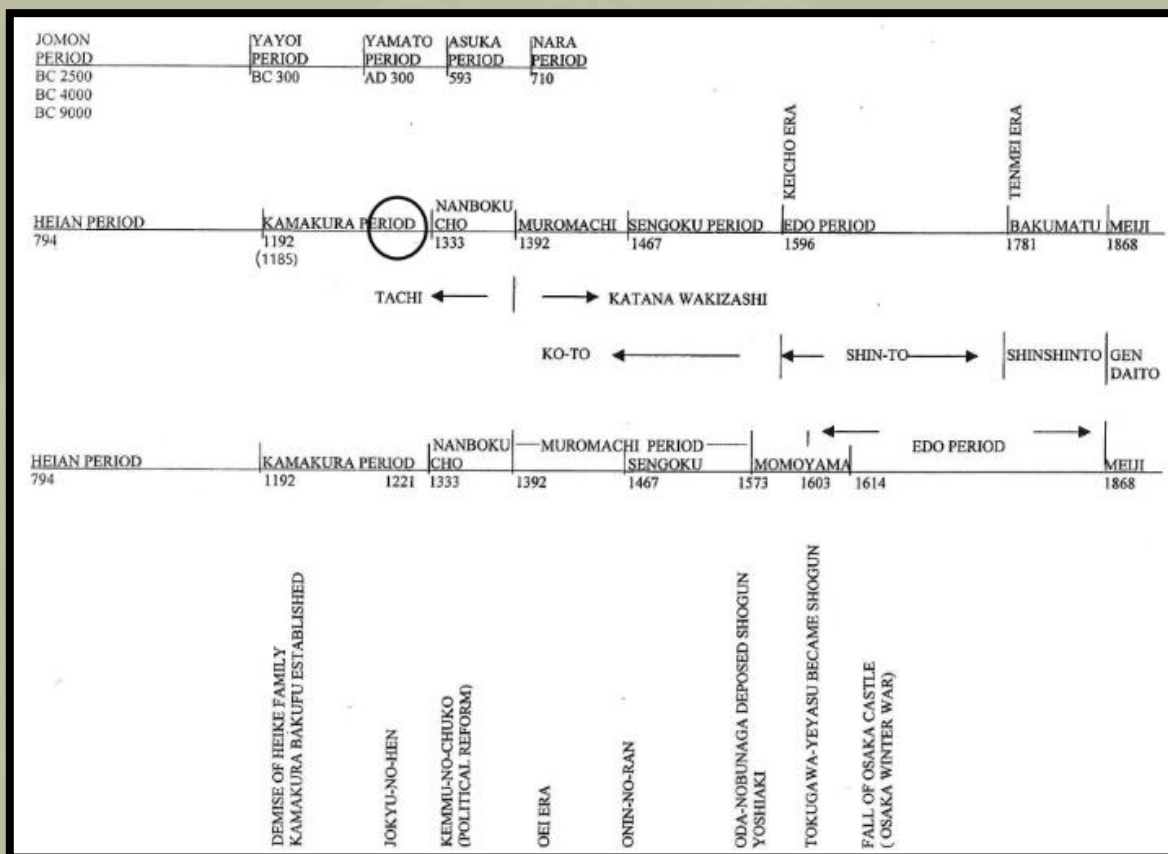 JOMON PERIOD
BC 2500
BC 4000
BC 9000
YAYOI PERIOD
BC 300
YAMATO PERIOD
AD 300
ASUKA PERIOD
593
NARA PERIOD
710
KEICHO ERA
TENMEI ERA
HEIAN PERIOD
794
KAMAKURA PERIOD
1192
(1185)
NANBOKU
CHO
1333
MUROMACHI
1392
SENGOKU PERIOD
1467
EDO PERIOD
1596
BAKUMATU
1781
MEIJI
1868
TACHI
KATANA WAKIZASHI
KO-TO
SHIN-TO
SHINSHINTO
GEN
DAITO
HEIAN PERIOD
794
KAMAKURA PERIOD
1192
1221
NANBOKU
CHO
1333
MUROMACHI PERIOD
1392
SENGOKU
1467
MOMOYAMA
1573
1603
1614
EDO PERIOD
MEIJI
1868
DEMISE OF HEIKE FAMILY
KAMAKURA BAKUFU ESTABLISHED
JOKYU-NO-HEN
KEMMU-NO-CHUKO
(POLITICAL REFORM)
OEI ERA
ONIN-NO-RAN
ODA-NOBUNAGA DEPOSED SHOGUN
YOSHIAKI
TOKUGAWA-YEYASU BECAME SHOGUN
FALL OF OSAKA CASTLE
( OSAKA WINTER WAR)